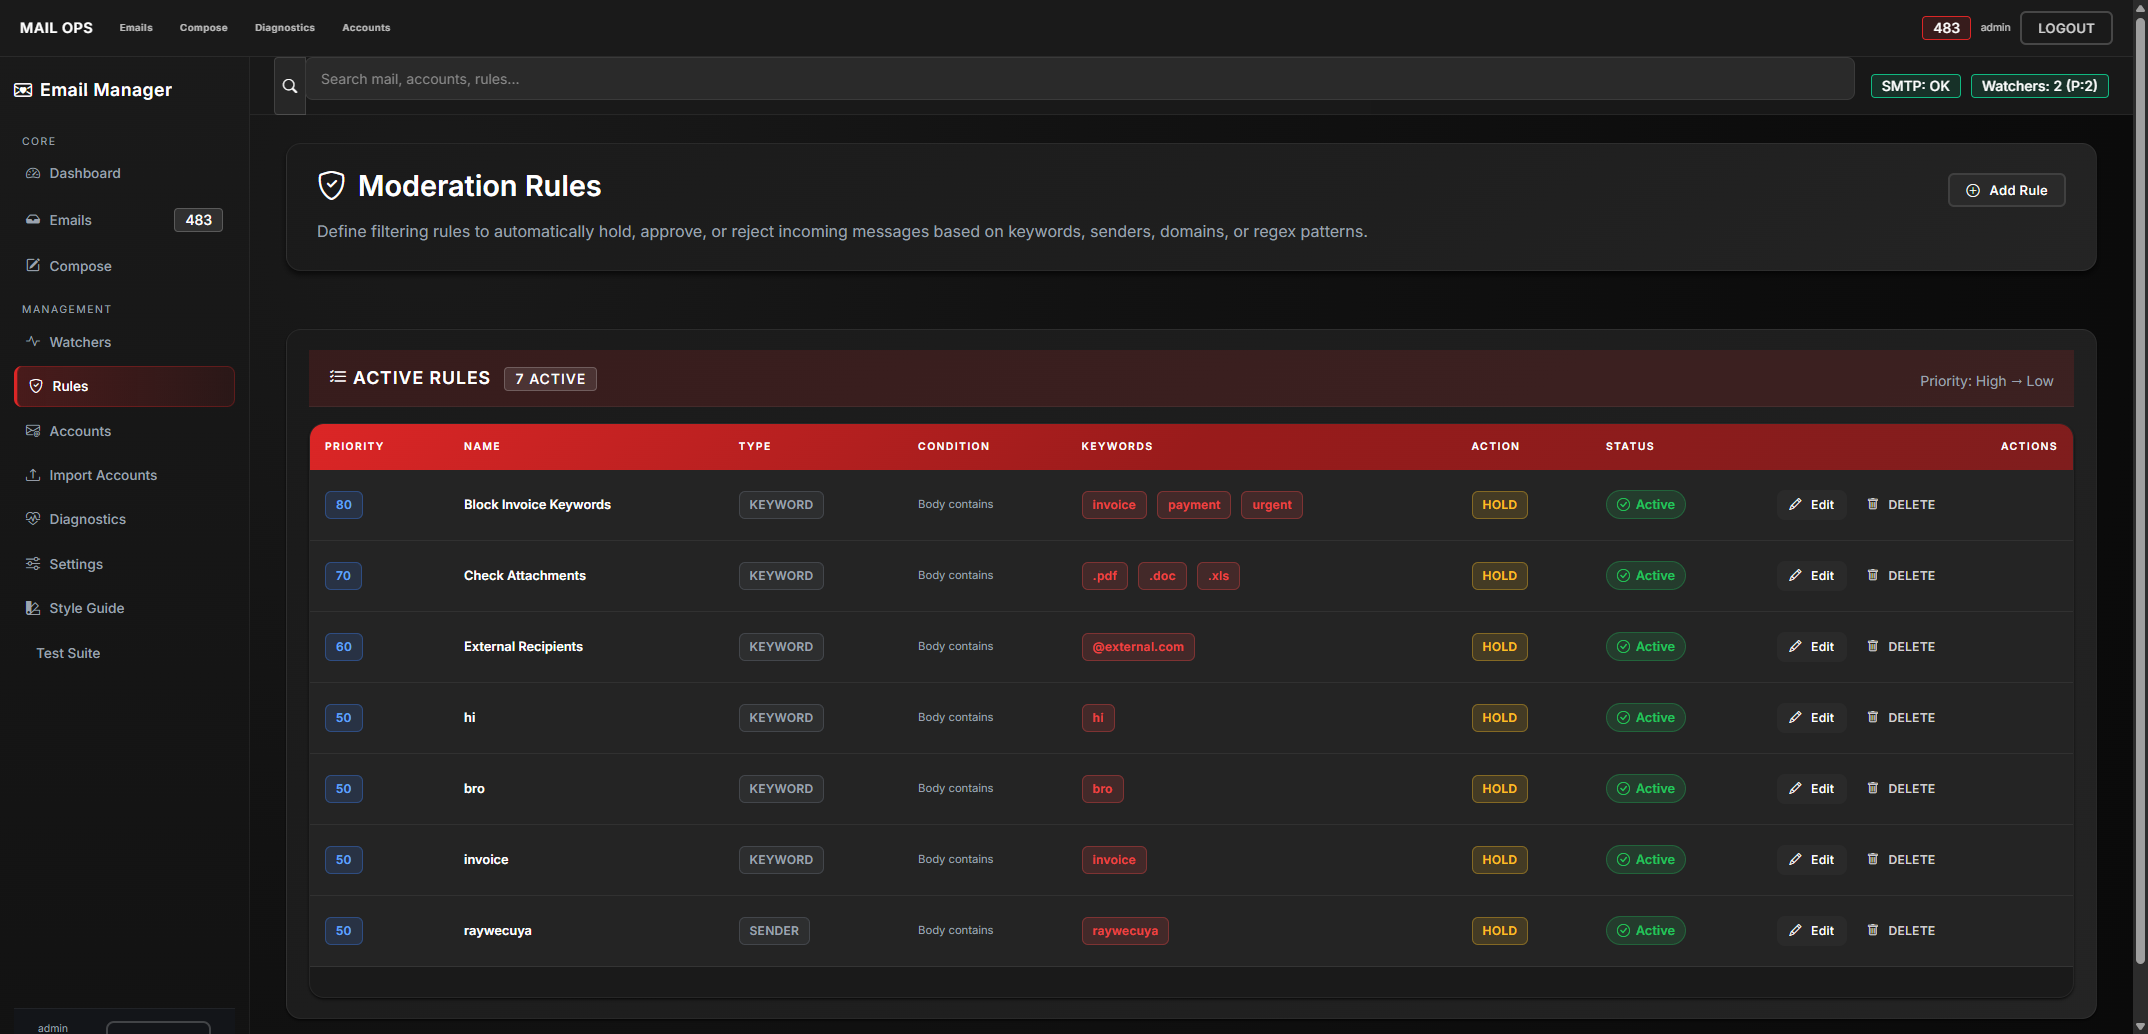 MAIL OPS Emails Compose Diagnostics Accounts 483 admin LOGOUT
Email Manager
CORE
Dashboard
Emails 483
Compose
MANAGEMENT
Watchers
Rules
Accounts
Import Accounts
Diagnostics
Settings
Style Guide
Test Suite
admin
Search mail, accounts, rules... SMTP: OK Watchers: 2 (P:2)
Moderation Rules
Add Rule
Define filtering rules to automatically hold, approve, or reject incoming messages based on keywords, senders, domains, or regex patterns.
ACTIVE RULES 7 ACTIVE Priority: High → Low
PRIORITY NAME TYPE CONDITION KEYWORDS ACTION STATUS ACTIONS
80 Block Invoice Keywords KEYWORD Body contains invoice payment urgent HOLD Active Edit DELETE
70 Check Attachments KEYWORD Body contains .pdf .doc .xls HOLD Active Edit DELETE
60 External Recipients KEYWORD Body contains @external.com HOLD Active Edit DELETE
50 hi KEYWORD Body contains hi HOLD Active Edit DELETE
50 bro KEYWORD Body contains bro HOLD Active Edit DELETE
50 invoice KEYWORD Body contains invoice HOLD Active Edit DELETE
50 raywecuya SENDER Body contains raywecuya HOLD Active Edit DELETE